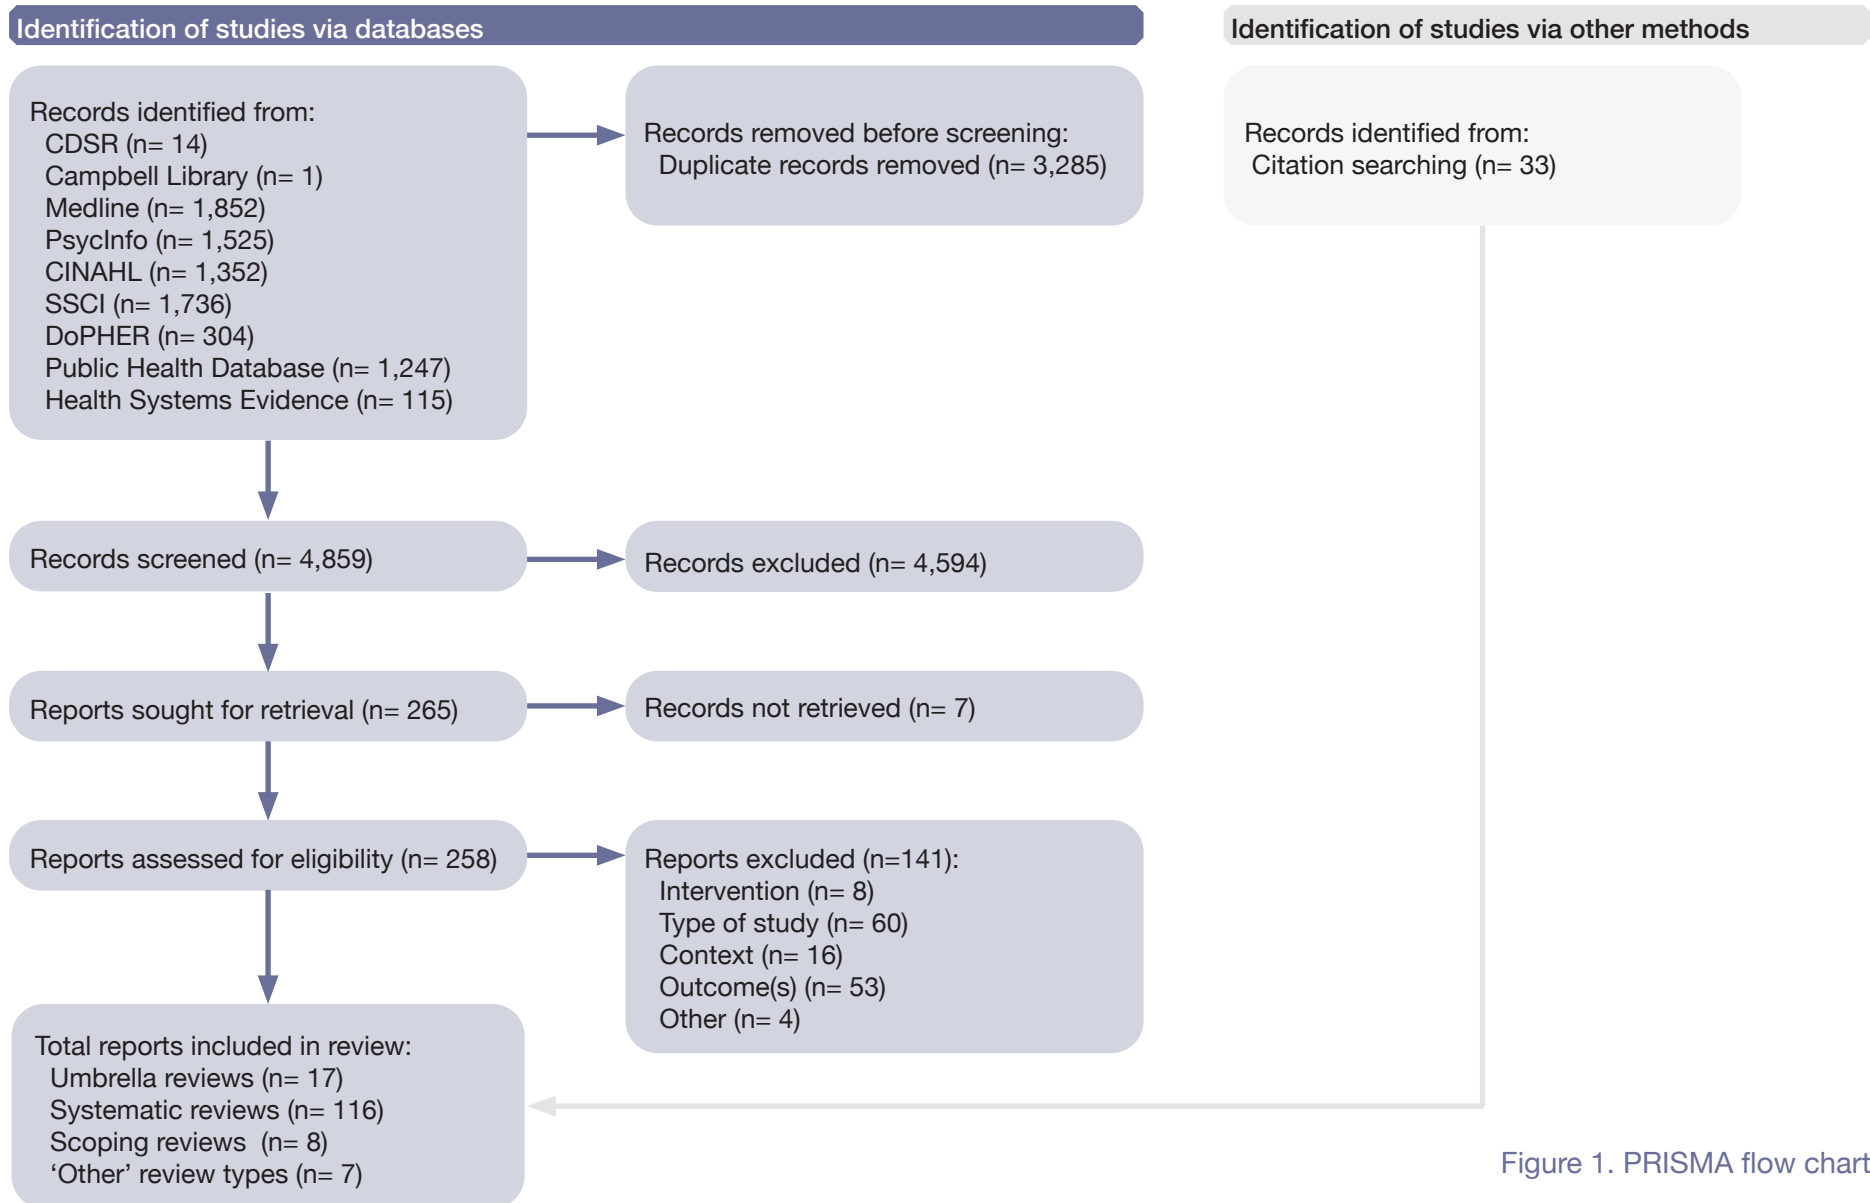 Identification of studies via databases
Identification of studies via other methods
Records identified from:
CDSR (n= 14)
Campbell Library (n= 1)
Medline (n= 1,852)
PsycInfo (n= 1,525)
CINAHL (n= 1,352)
SSCI (n= 1,736)
DoPHER (n= 304)
Public Health Database (n= 1,247)
Health Systems Evidence (n= 115)
Records removed before screening:
Duplicate records removed (n= 3,285)
Records identified from:
Citation searching (n= 33)
Records screened (n= 4,859)
Records excluded (n= 4,594)
Reports sought for retrieval (n= 265)
Records not retrieved (n= 7)
Reports assessed for eligibility (n= 258)
Reports excluded (n=141):
Intervention (n= 8)
Type of study (n= 60)
Context (n= 16)
Outcome(s) (n= 53)
Other (n= 4)
Total reports included in review:
Umbrella reviews (n= 17)
Systematic reviews (n= 116)
Scoping reviews  (n= 8)
‘Other’ review types (n= 7)
Figure 1. PRISMA flow chart